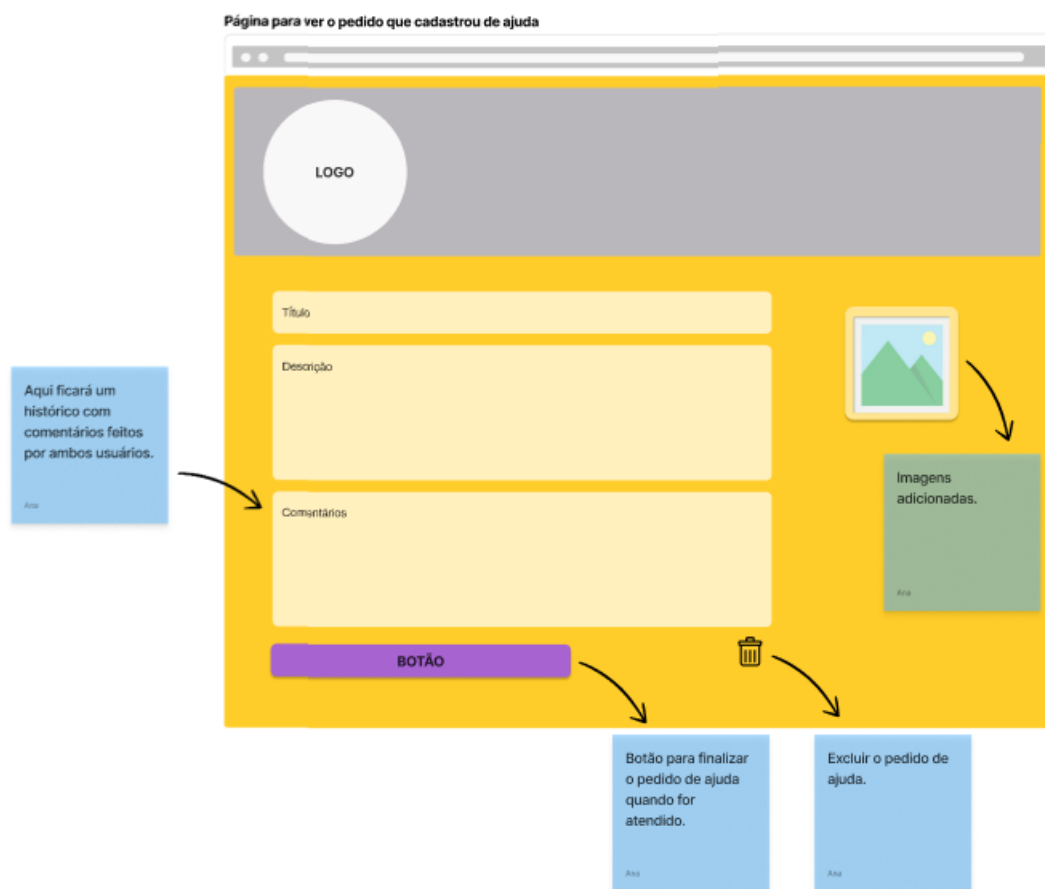 Página para ver o pedido que cadastrou de ajuda
LOGO
Título
Descrição
Aqui ficará um
histórico com
comentários feitos
por ambos usuários.
Ana
Comentários
Imagens
adicionadas.
Ana
BOTÃO
Botão para finalizar
o pedido de ajuda
quando for
atendido.
Ana
Excluir o pedido de
ajuda.
Ana